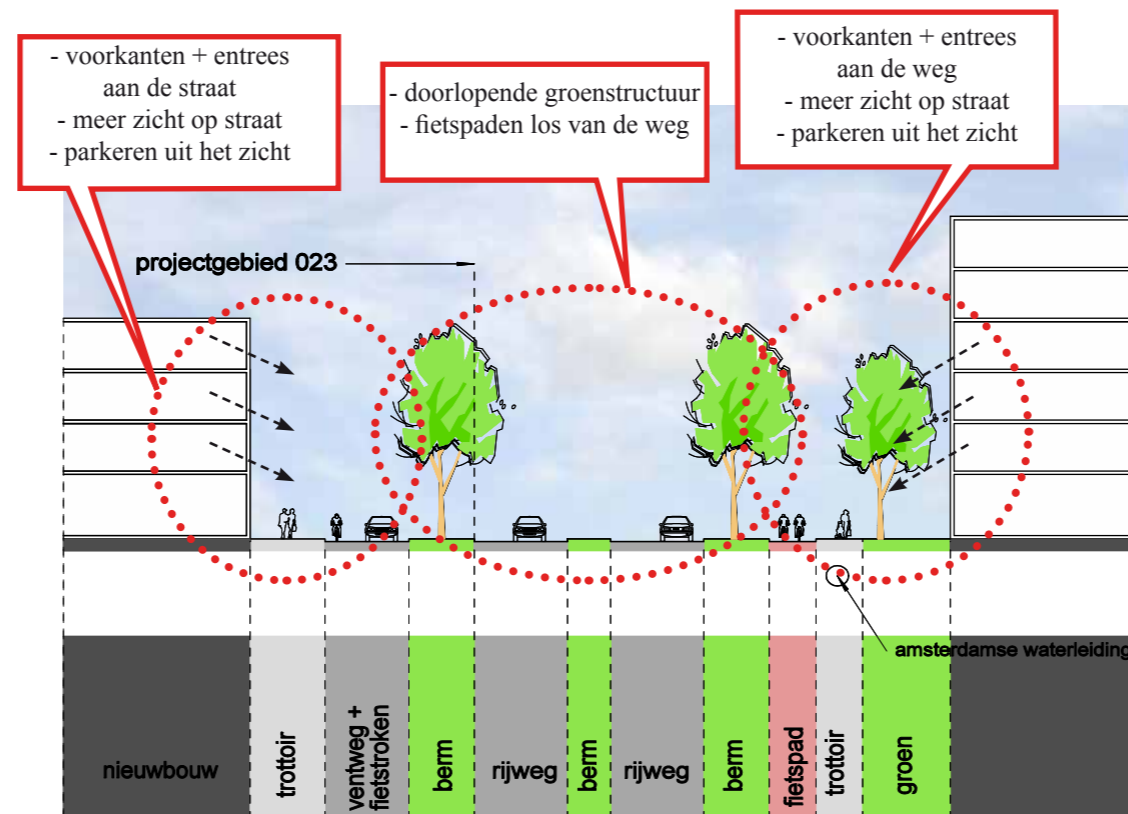 - voorkanten + entrees
aan de straat
- meer zicht op straat
- parkeren uit het zicht
- doorlopende groenstructuur
- fietspaden los van de weg
- voorkanten + entrees
aan de weg
- meer zicht op straat
- parkeren uit het zicht
projectgebied 023
amsterdamse waterleiding
nieuwbouw
trottoir
ventweg +
fietstroken
berm
rijweg
berm
rijweg
berm
fietspad
trottoir
groen